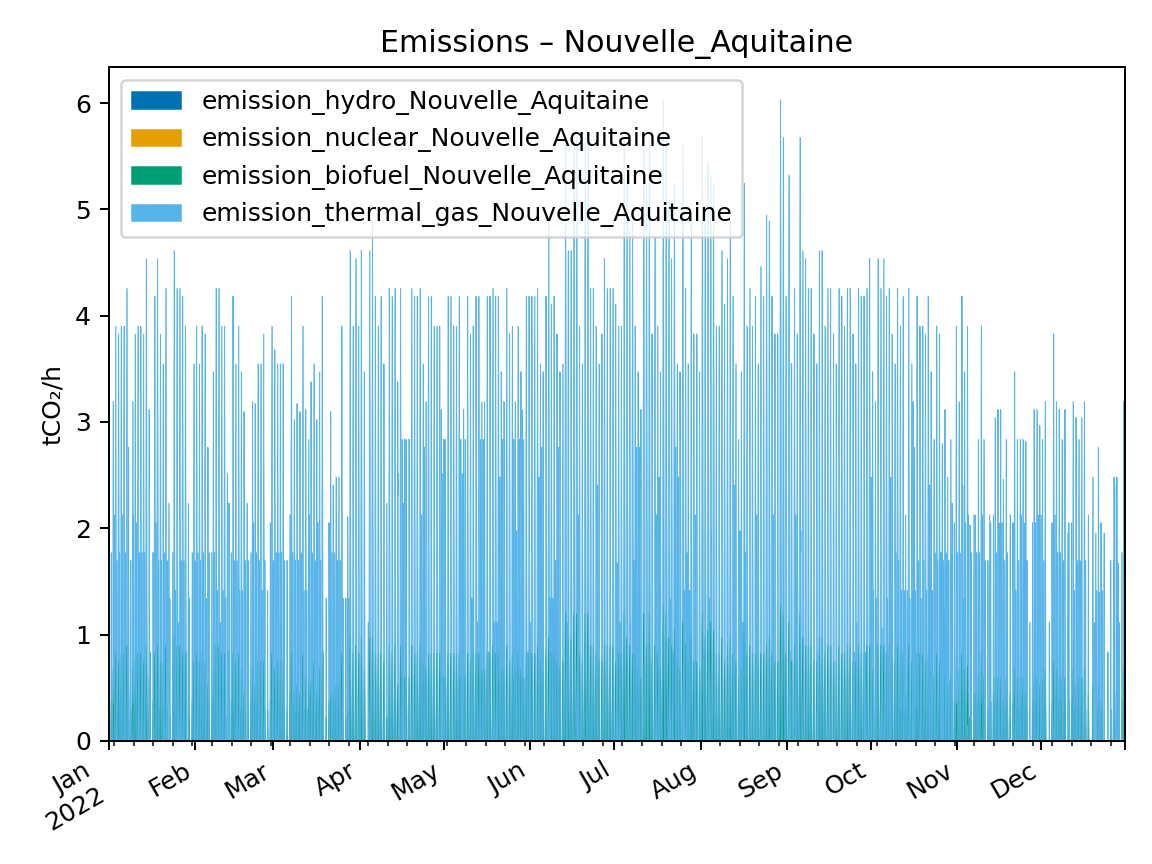 Emissions – Nouvelle_Aquitaine
emission_hydro_Nouvelle_Aquitaine
emission_nuclear_Nouvelle_Aquitaine
emission_biofuel_Nouvelle_Aquitaine
emission_thermal_gas_Nouvelle_Aquitaine
tCO₂/h
6
5
4
3
2
1
0
Jan
2022
Feb
Mar
Apr
May
Jun
Jul
Aug
Sep
Oct
Nov
Dec